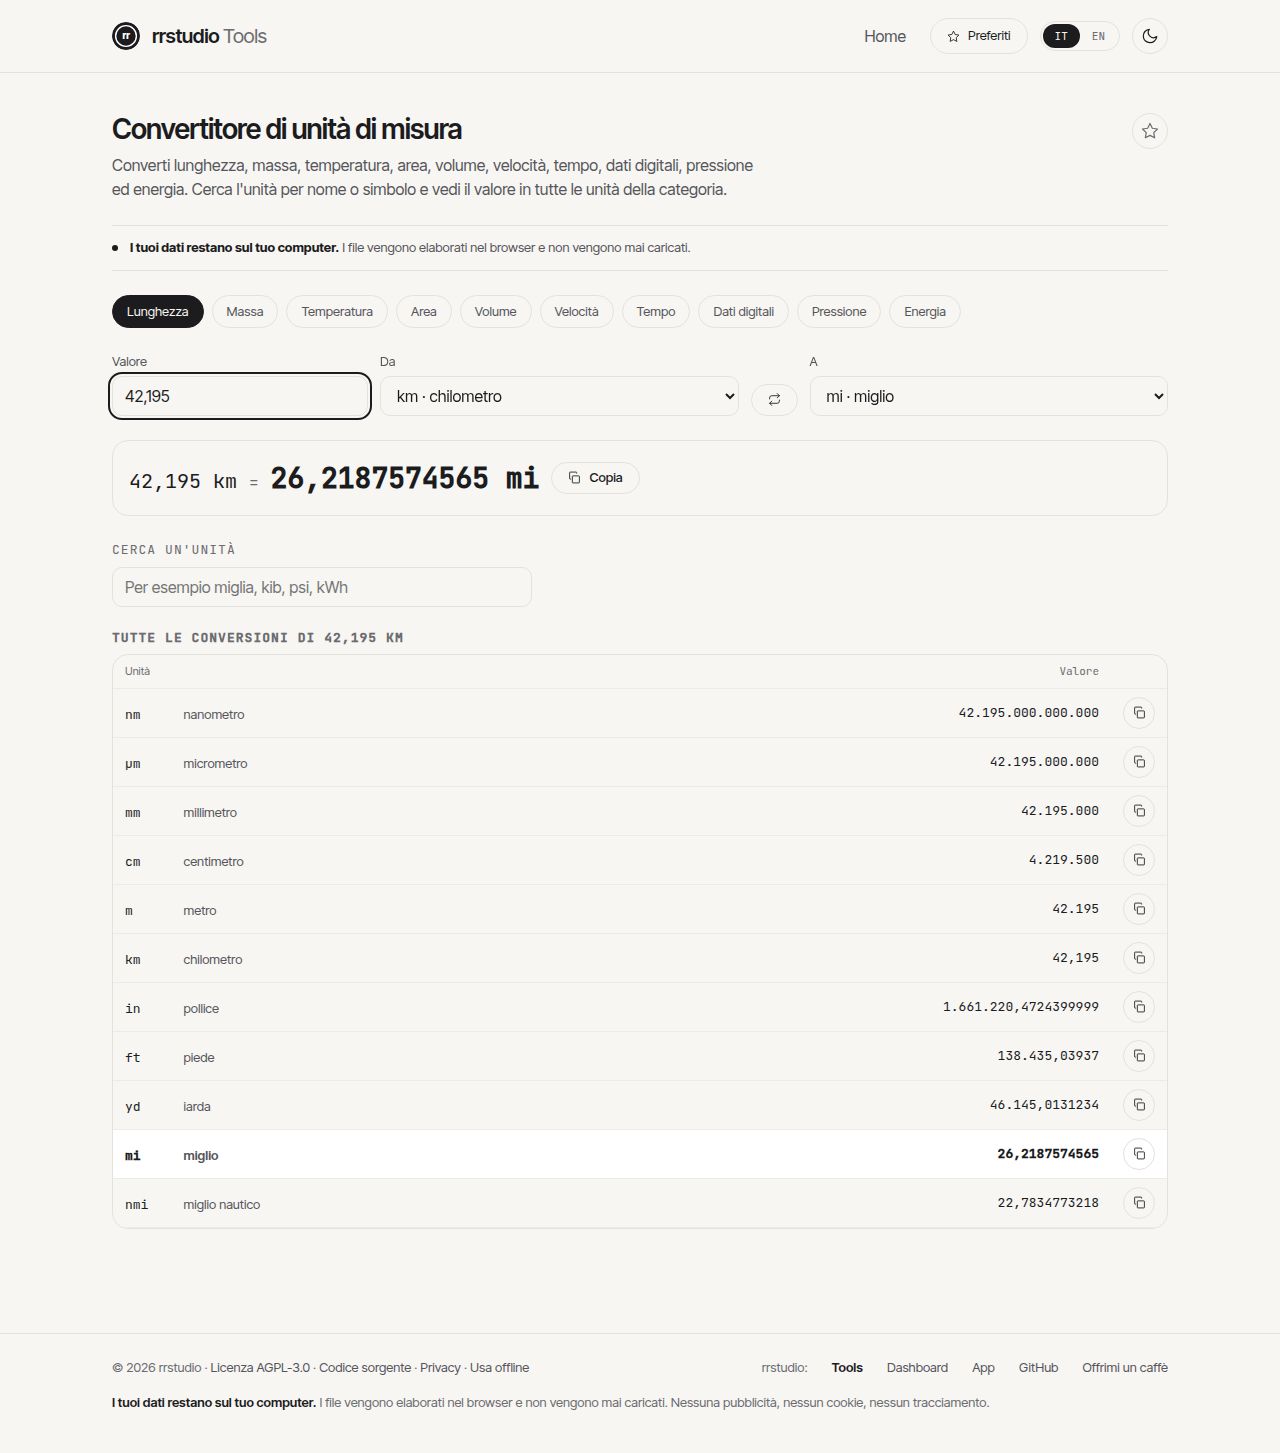 rr rrstudio Tools
Home
Preferiti
IT EN
Convertitore di unità di misura
Converti lunghezza, massa, temperatura, area, volume, velocità, tempo, dati digitali, pressione
ed energia. Cerca l'unità per nome o simbolo e vedi il valore in tutte le unità della categoria.
I tuoi dati restano sul tuo computer. I file vengono elaborati nel browser e non vengono mai caricati.
Lunghezza Massa Temperatura Area Volume Velocità Tempo Dati digitali Pressione Energia
Valore Da A
42,195 km · chilometro mi · miglio
42,195 km = 26,2187574565 mi Copia
CERCA UN'UNITÀ
Per esempio miglia, kib, psi, kWh
TUTTE LE CONVERSIONI DI 42,195 KM
Unità Valore
nm nanometro 42.195.000.000.000
µm micrometro 42.195.000.000
mm millimetro 42.195.000
cm centimetro 4.219.500
m metro 42.195
km chilometro 42,195
in pollice 1.661.220,4724399999
ft piede 138.435,03937
yd iarda 46.145,0131234
mi miglio 26,2187574565
nmi miglio nautico 22,7834773218
© 2026 rrstudio · Licenza AGPL-3.0 · Codice sorgente · Privacy · Usa offline
rrstudio: Tools Dashboard App GitHub Offrimi un caffè
I tuoi dati restano sul tuo computer. I file vengono elaborati nel browser e non vengono mai caricati. Nessuna pubblicità, nessun cookie, nessun tracciamento.